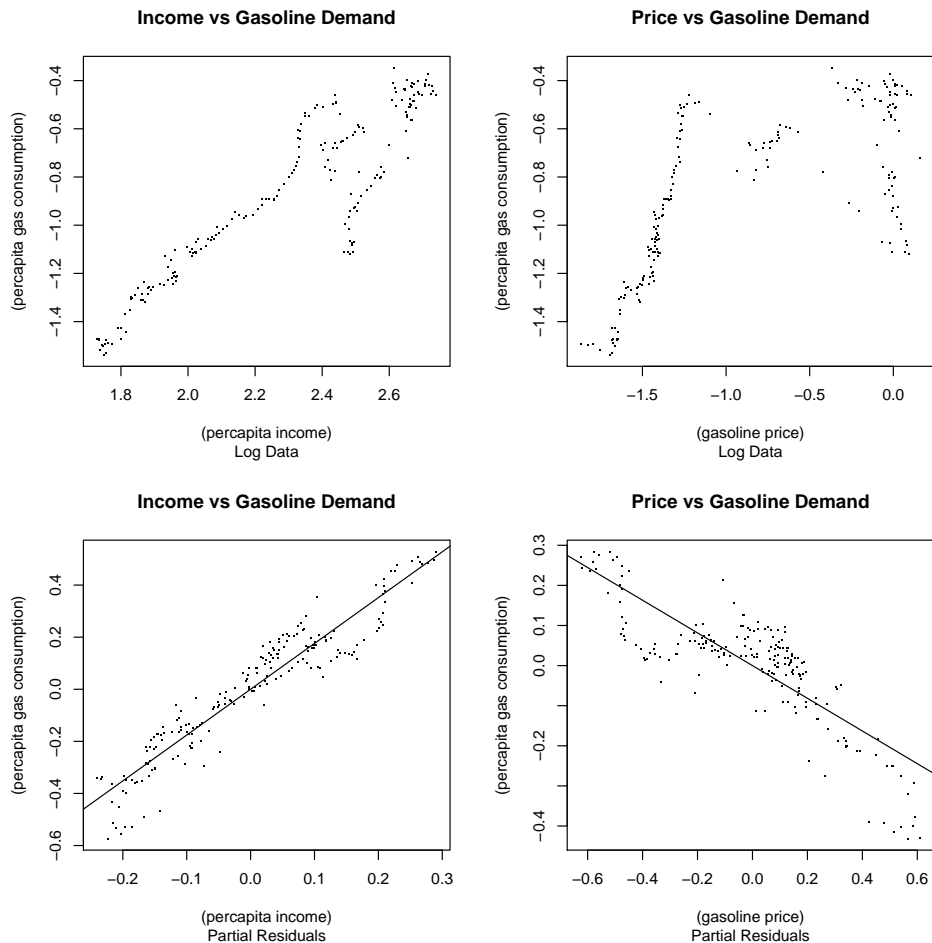 Income vs Gasoline Demand
(percapita gas consumption)
−0.4
−0.6
−0.8
−1.0
−1.2
−1.4
1.8 2.0 2.2 2.4 2.6
(percapita income)
Log Data
Price vs Gasoline Demand
(percapita gas consumption)
−0.4
−0.6
−0.8
−1.0
−1.2
−1.4
−1.5 −1.0 −0.5 0.0
(gasoline price)
Log Data
Income vs Gasoline Demand
(percapita gas consumption)
0.4
0.2
0.0
−0.2
−0.4
−0.6
−0.2 −0.1 0.0 0.1 0.2 0.3
(percapita income)
Partial Residuals
Price vs Gasoline Demand
(percapita gas consumption)
0.3
0.2
0.1
0.0
−0.2
−0.4
−0.6 −0.4 −0.2 0.0 0.2 0.4 0.6
(gasoline price)
Partial Residuals